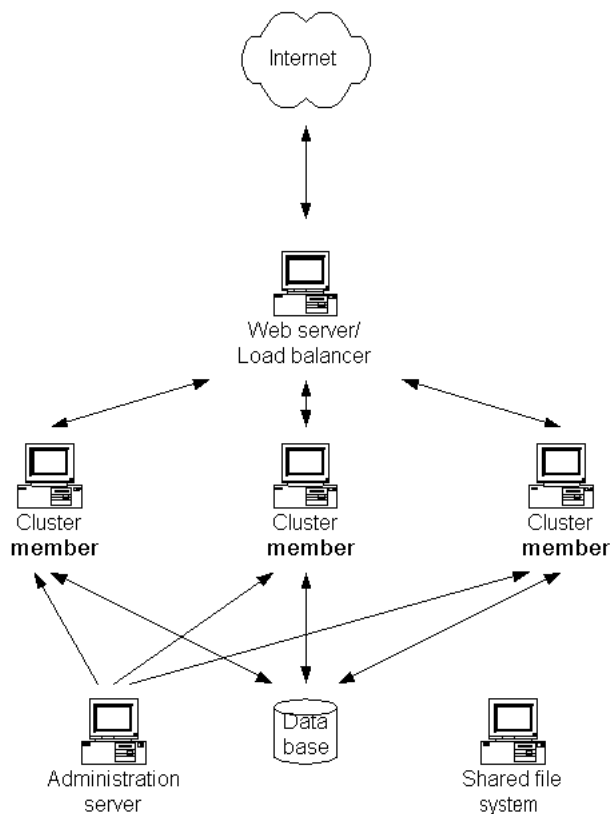 Internet
Web server/
Load balancer
Cluster
member
Cluster
member
Cluster
member
Administration
server
Data
base
Shared file
system